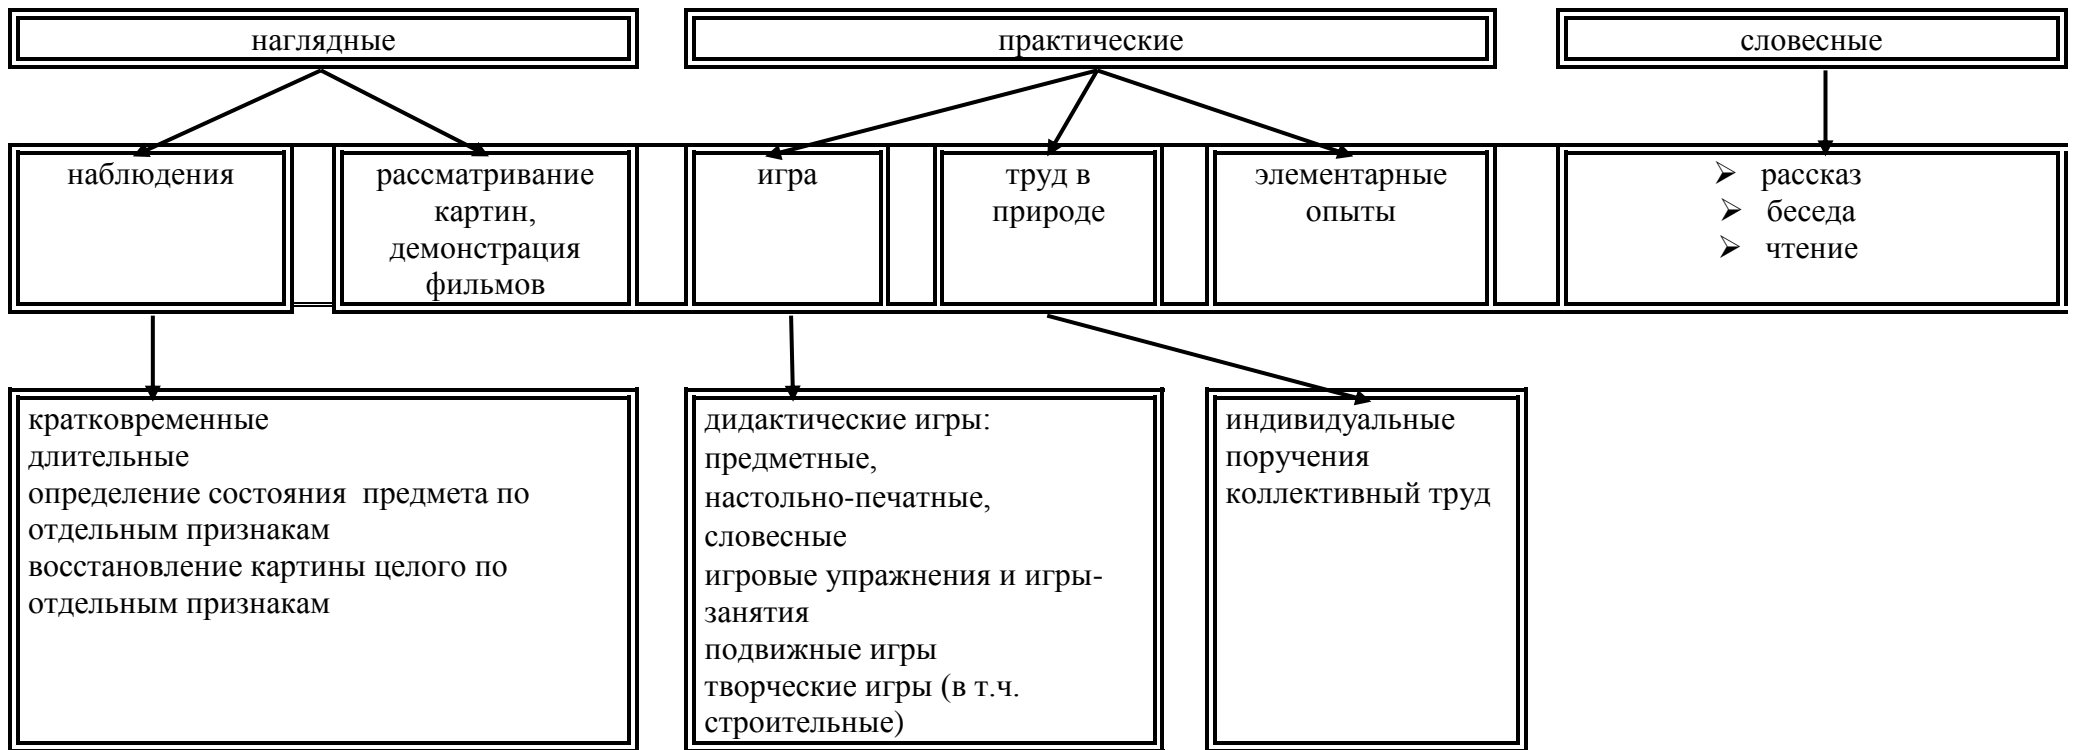 наглядные
практические
словесные
наблюдения
рассматривание
картин,
демонстрация
фильмов
игра
труд в
природе
элементарные
опыты
➢ рассказ
➢ беседа
➢ чтение
кратковременные
длительные
определение состояния предмета по
отдельным признакам
восстановление картины целого по
отдельным признакам
дидактические игры:
предметные,
настольно-печатные,
словесные
игровые упражнения и игры-
занятия
подвижные игры
творческие игры (в т.ч.
строительные)
индивидуальные
поручения
коллективный труд